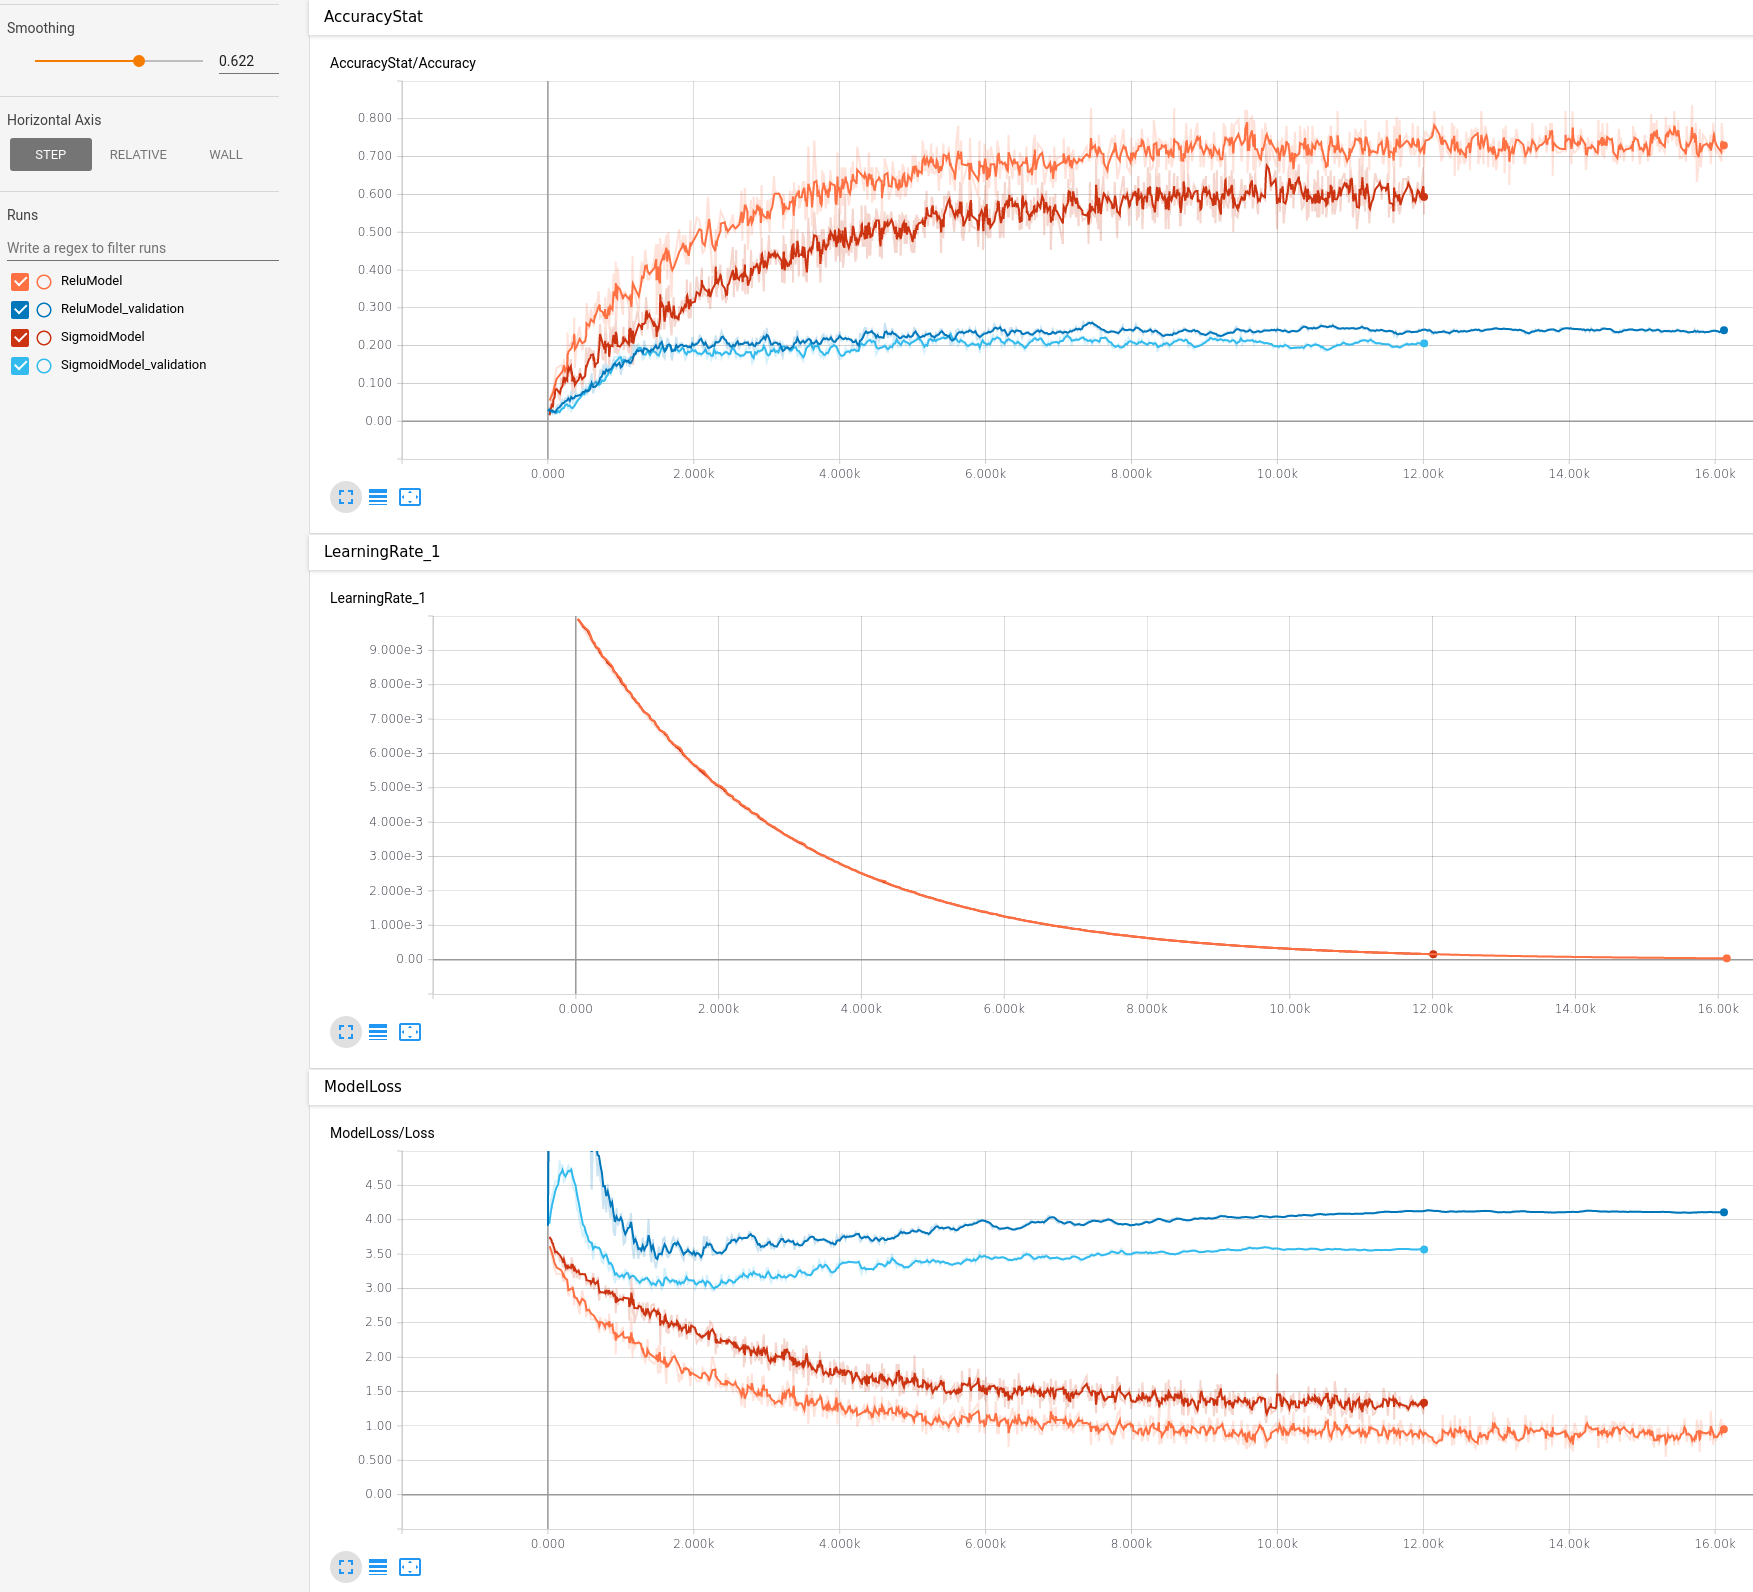 Smoothing
0.622
Horizontal Axis
STEP RELATIVE WALL
Runs
Write a regex to filter runs
ReluModel
ReluModel_validation
SigmoidModel
SigmoidModel_validation
AccuracyStat
AccuracyStat/Accuracy
0.800
0.700
0.600
0.500
0.400
0.300
0.200
0.100
0.00
0.000 2.000k 4.000k 6.000k 8.000k 10.00k 12.00k 14.00k 16.00k
LearningRate_1
LearningRate_1
9.000e-3
8.000e-3
7.000e-3
6.000e-3
5.000e-3
4.000e-3
3.000e-3
2.000e-3
1.000e-3
0.00
0.000 2.000k 4.000k 6.000k 8.000k 10.00k 12.00k 14.00k 16.00k
ModelLoss
ModelLoss/Loss
4.50
4.00
3.50
3.00
2.50
2.00
1.50
1.00
0.500
0.00
0.000 2.000k 4.000k 6.000k 8.000k 10.00k 12.00k 14.00k 16.00k